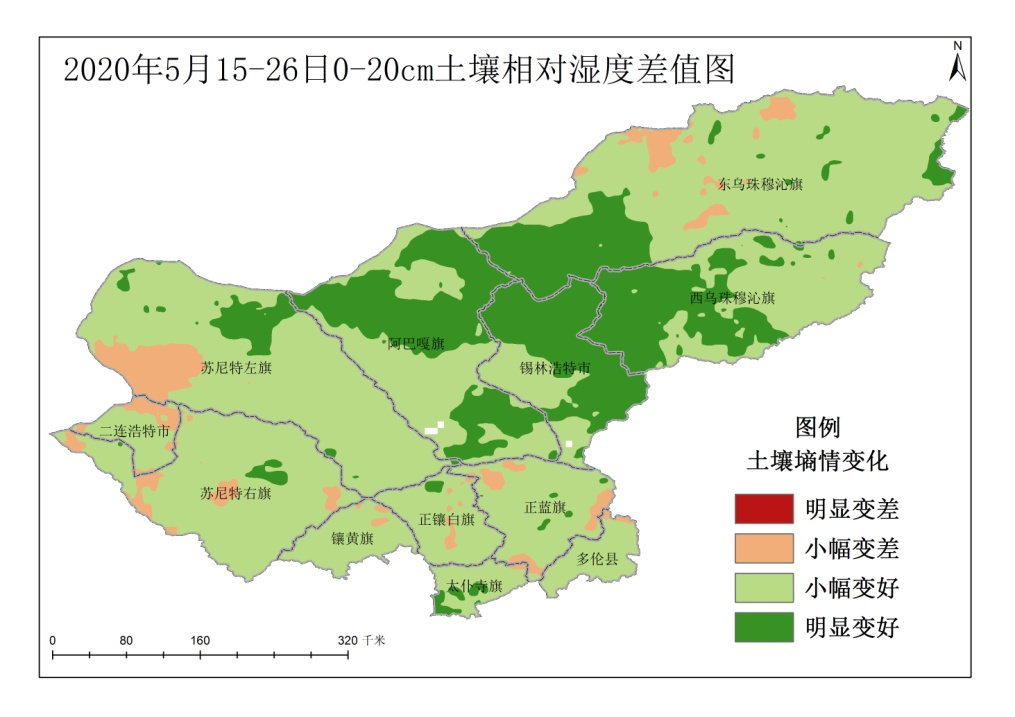 2020年5月15-26日0-20cm土壤相对湿度差值图
N
东乌珠穆沁旗
西乌珠穆沁旗
阿巴嘎旗
锡林浩特市
苏尼特左旗
二连浩特市
苏尼特右旗
正蓝旗
正镶白旗
镶黄旗
多伦县
太仆寺旗
图例
土壤墒情变化
明显变差
小幅变差
小幅变好
明显变好
0 80 160 320 千米